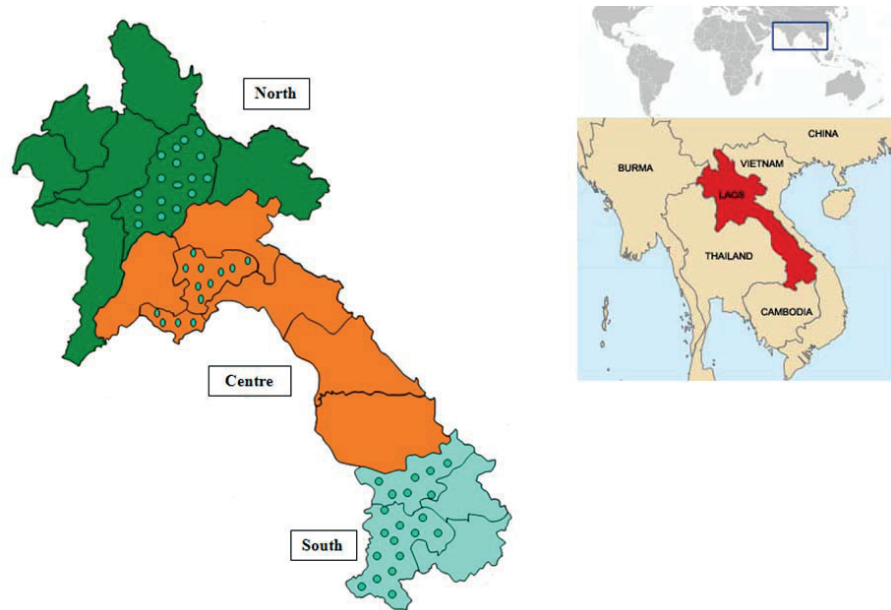 North
Centre
South
CHINA
BURMA
VIETNAM
LAOS
THAILAND
CAMBODIA